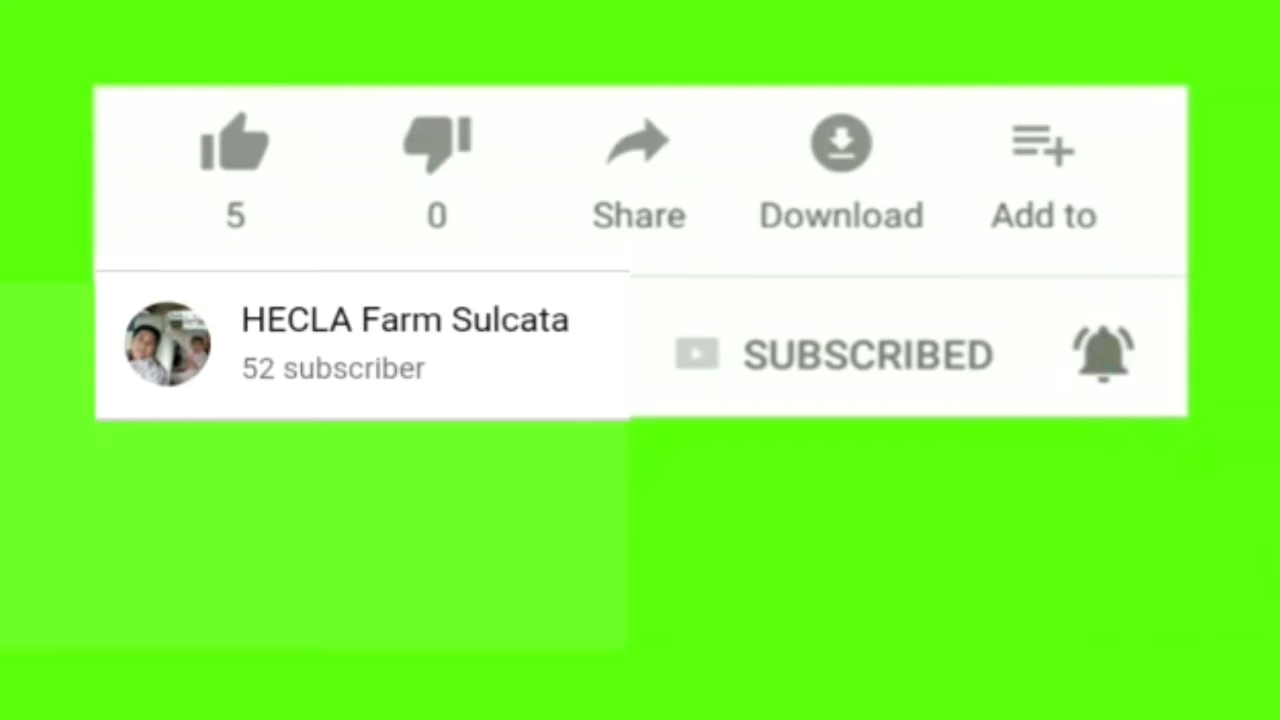 5 0 Share Download Add to
HECLA Farm Sulcata
52 subscriber
SUBSCRIBED